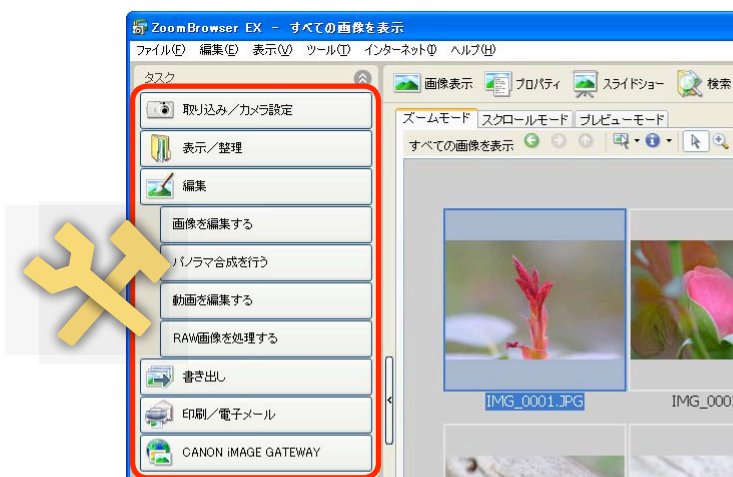 ZoomBrowser EX - すべての画像を表示
ファイル(F) 編集(E) 表示(V) ツール(T) インターネット(I) ヘルプ(H)
タスク
画像表示 プロパティ スライドショー 検索
取り込み／カメラ設定
ズームモード スクロールモード プレビューモード
すべての画像を表示
表示／整理
編集
画像を編集する
パノラマ合成を行う
動画を編集する
RAW画像を処理する
書き出し
IMG_0001.JPG IMG_000
印刷／電子メール
CANON iMAGE GATEWAY